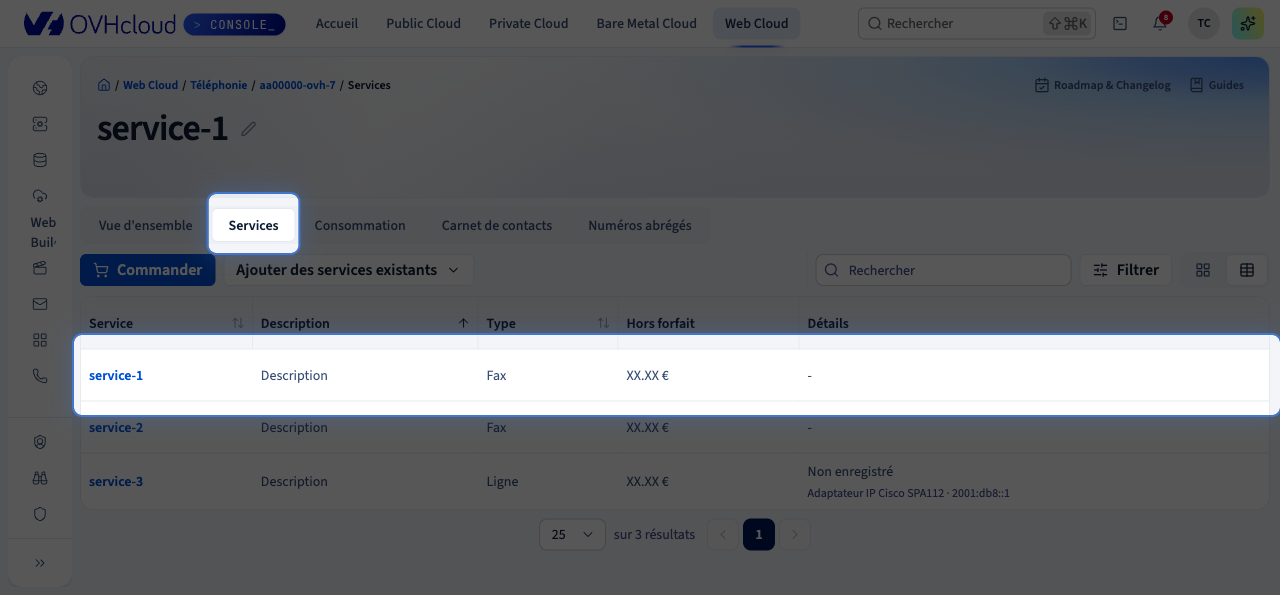 OVHcloud > CONSOLE_ Accueil Public Cloud Private Cloud Bare Metal Cloud Web Cloud Rechercher ⇧⌘K 8 TC
/ Web Cloud / Téléphonie / aa00000-ovh-7 / Services Roadmap & Changelog Guides
service-1
Web
Buil
Vue d'ensemble Services Consommation Carnet de contacts Numéros abrégés
Commander Ajouter des services existants Rechercher Filtrer
Service Description Type Hors forfait Détails
service-1 Description Fax XX.XX € -
service-2 Description Fax XX.XX € -
service-3 Description Ligne XX.XX € Non enregistré
Adaptateur IP Cisco SPA112 · 2001:db8::1
25 sur 3 résultats 1